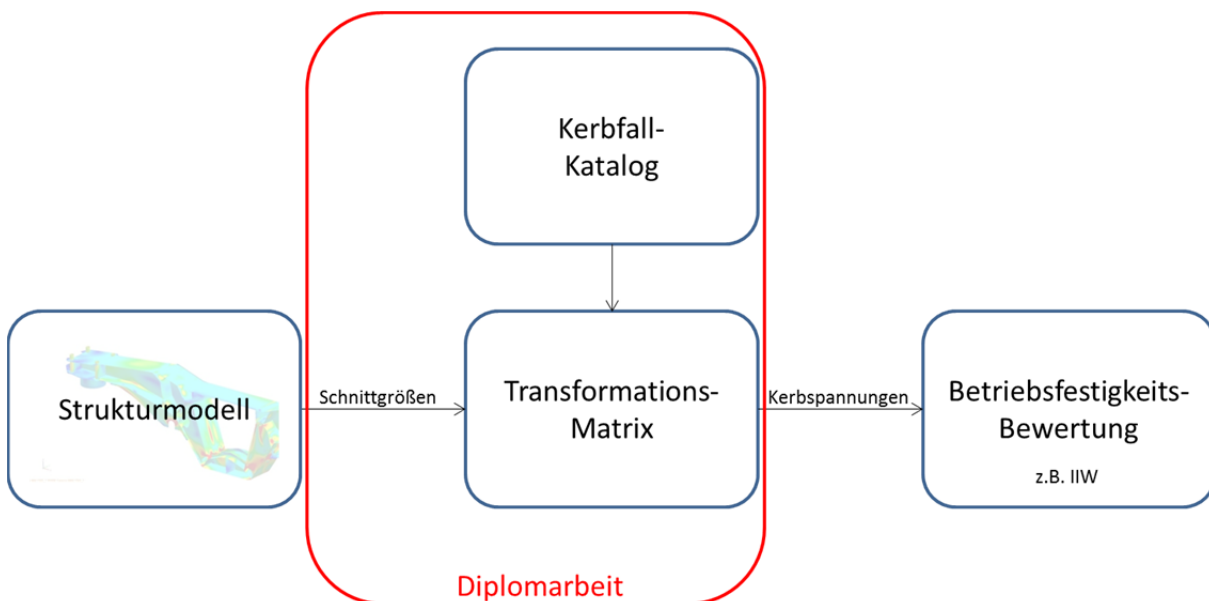 Kerbfall-
Katalog
Strukturmodell
Schnittgrößen
Transformations-
Matrix
Kerbspannungen
Betriebsfestigkeits-
Bewertung
z.B. IIW
Diplomarbeit